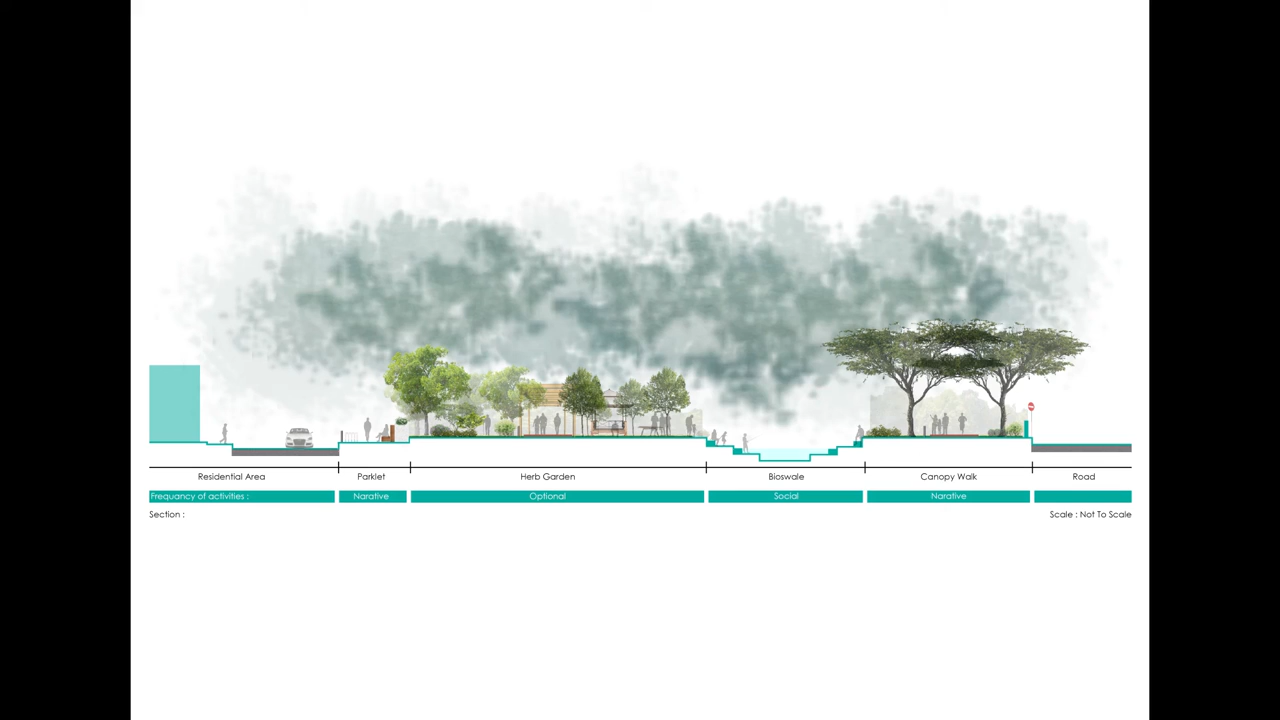 Residential Area Parklet Herb Garden Bioswale Canopy Walk Road
Frequancy of activities : Narative Optional Social Narative
Section : Scale : Not To Scale